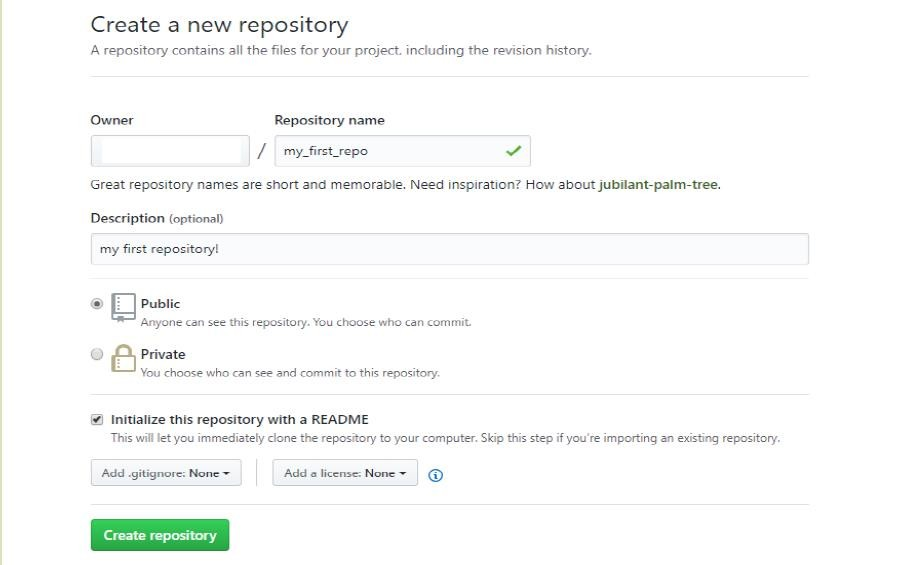 Create a new repository
A repository contains all the files for your project, including the revision history.
Owner
Repository name
/
my_first_repo
Great repository names are short and memorable. Need inspiration? How about jubilant-palm-tree.
Description (optional)
my first repository!
Public
Anyone can see this repository. You choose who can commit.
Private
You choose who can see and commit to this repository.
Initialize this repository with a README
This will let you immediately clone the repository to your computer. Skip this step if you're importing an existing repository.
Add .gitignore: None
Add a license: None
Create repository